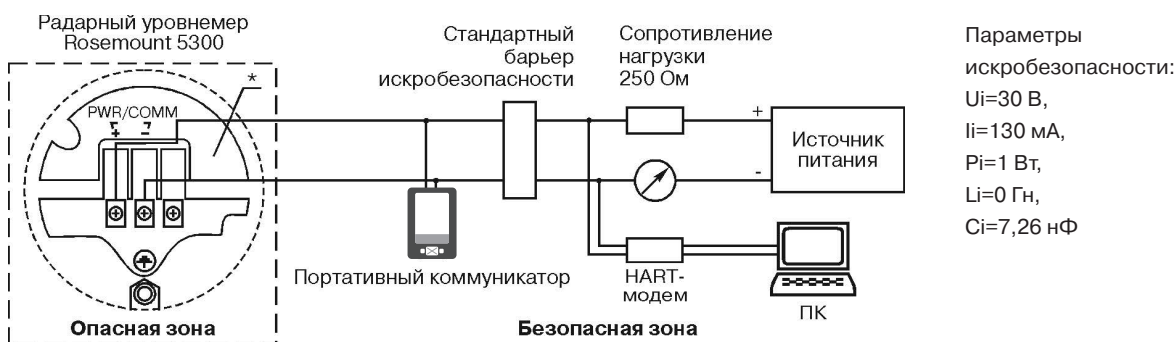 Радарный уровнемер
Rosemount 5300
*
PWR/COMM
+ -
Опасная зона
Стандартный
барьер
искробезопасности
Сопротивление
нагрузки
250 Ом
+
-
Источник
питания
Портативный коммуникатор
HART-
модем
ПК
Безопасная зона
Параметры
искробезопасности:
Ui=30 В,
Ii=130 мА,
Pi=1 Вт,
Li=0 Гн,
Ci=7,26 нФ